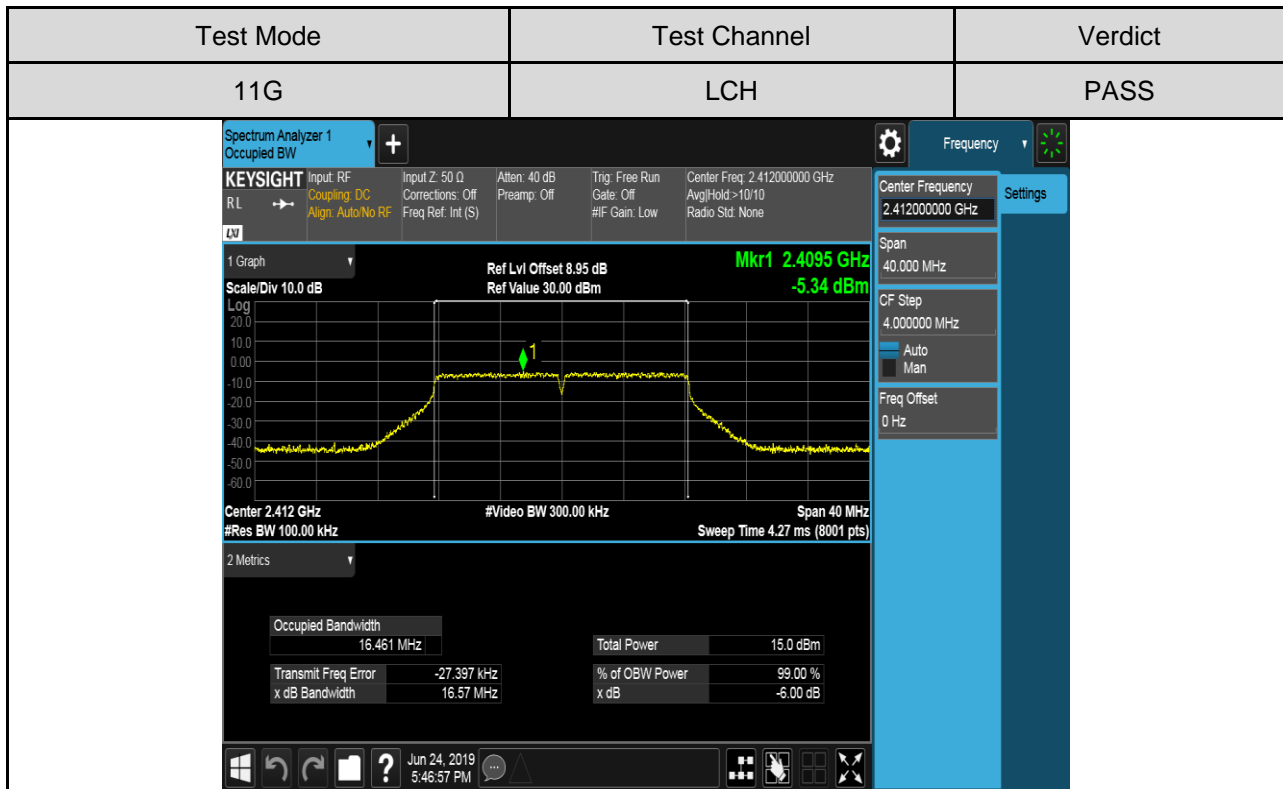 Test Mode Test Channel Verdict
11G LCH PASS
Spectrum Analyzer 1
Occupied BW
+
Frequency
KEYSIGHT Input: RF Input Z: 50 Ω Atten: 40 dB Trig: Free Run Center Freq: 2.412000000 GHz
RL Coupling: DC Corrections: Off Preamp: Off Gate: Off Avg|Hold:>10/10
Align: Auto/No RF Freq Ref: Int (S) #IF Gain: Low Radio Std: None
LXI
Center Frequency
2.412000000 GHz
Settings
Span
40.000 MHz
CF Step
4.000000 MHz
Auto
Man
Freq Offset
0 Hz
1 Graph Ref Lvl Offset 8.95 dB Mkr1 2.4095 GHz
Scale/Div 10.0 dB Ref Value 30.00 dBm -5.34 dBm
Log
20.0
10.0
0.00
-10.0
-20.0
-30.0
-40.0
-50.0
-60.0
1
Center 2.412 GHz #Video BW 300.00 kHz Span 40 MHz
#Res BW 100.00 kHz Sweep Time 4.27 ms (8001 pts)
2 Metrics
Occupied Bandwidth
16.461 MHz Total Power 15.0 dBm
Transmit Freq Error -27.397 kHz % of OBW Power 99.00 %
x dB Bandwidth 16.57 MHz x dB -6.00 dB
? Jun 24, 2019
5:46:57 PM